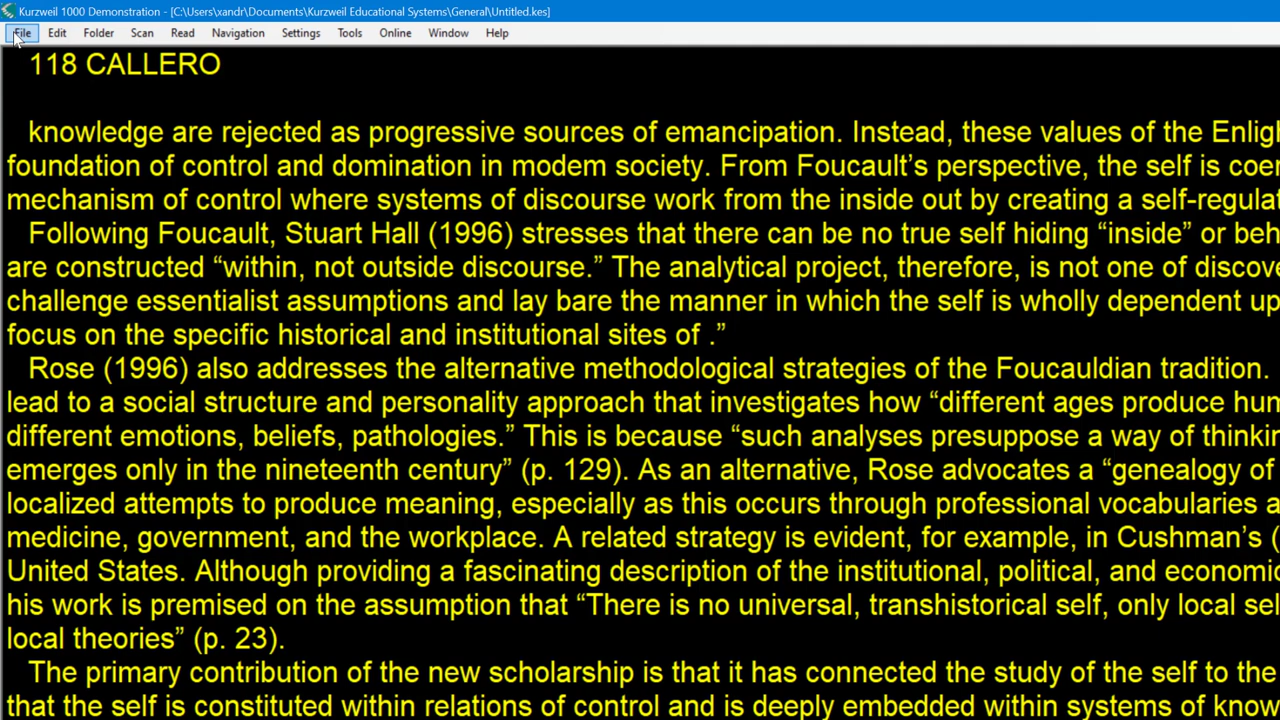 Kurzweil 1000 Demonstration - [C:\Users\xandr\Documents\Kurzweil Educational Systems\General\Untitled.kes]
File Edit Folder Scan Read Navigation Settings Tools Online Window Help
118 CALLERO
knowledge are rejected as progressive sources of emancipation. Instead, these values of the Enlig
foundation of control and domination in modem society. From Foucault's perspective, the self is coer
mechanism of control where systems of discourse work from the inside out by creating a self-regulat
Following Foucault, Stuart Hall (1996) stresses that there can be no true self hiding “inside” or beh
are constructed “within, not outside discourse.” The analytical project, therefore, is not one of discove
challenge essentialist assumptions and lay bare the manner in which the self is wholly dependent up
focus on the specific historical and institutional sites of .”
Rose (1996) also addresses the alternative methodological strategies of the Foucauldian tradition.
lead to a social structure and personality approach that investigates how “different ages produce hun
different emotions, beliefs, pathologies.” This is because “such analyses presuppose a way of thinkin
emerges only in the nineteenth century” (p. 129). As an alternative, Rose advocates a “genealogy of
localized attempts to produce meaning, especially as this occurs through professional vocabularies a
medicine, government, and the workplace. A related strategy is evident, for example, in Cushman’s (
United States. Although providing a fascinating description of the institutional, political, and economic
his work is premised on the assumption that “There is no universal, transhistorical self, only local sel
local theories” (p. 23).
The primary contribution of the new scholarship is that it has connected the study of the self to the
that the self is constituted within relations of control and is deeply embedded within systems of know